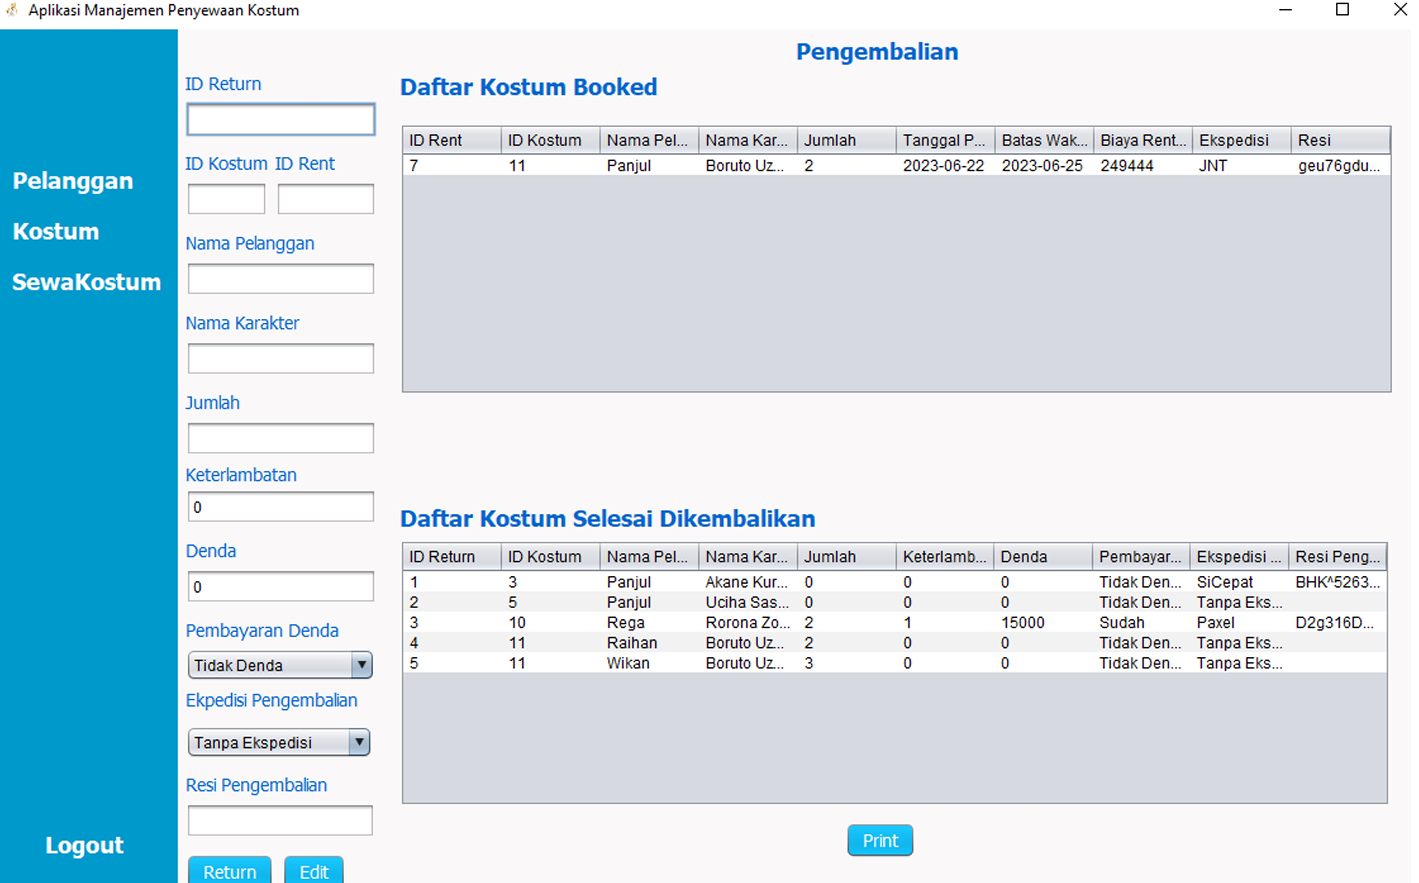 Aplikasi Manajemen Penyewaan Kostum
Pelanggan
Kostum
SewaKostum
Logout
ID Return
ID Kostum ID Rent
Nama Pelanggan
Nama Karakter
Jumlah
Keterlambatan
0
Denda
0
Pembayaran Denda
Tidak Denda
Ekpedisi Pengembalian
Tanpa Ekspedisi
Resi Pengembalian
Return Edit
Pengembalian
Daftar Kostum Booked
ID Rent ID Kostum Nama Pel... Nama Kar... Jumlah Tanggal P... Batas Wak... Biaya Rent... Ekspedisi Resi
7 11 Panjul Boruto Uz... 2 2023-06-22 2023-06-25 249444 JNT geu76gdu...
Daftar Kostum Selesai Dikembalikan
ID Return ID Kostum Nama Pel... Nama Kar... Jumlah Keterlamb... Denda Pembayar... Ekspedisi ... Resi Peng...
1 3 Panjul Akane Kur... 0 0 0 Tidak Den... SiCepat BHK^5263...
2 5 Panjul Uciha Sas... 0 0 0 Tidak Den... Tanpa Eks...
3 10 Rega Rorona Zo... 2 1 15000 Sudah Paxel D2g316D...
4 11 Raihan Boruto Uz... 2 0 0 Tidak Den... Tanpa Eks...
5 11 Wikan Boruto Uz... 3 0 0 Tidak Den... Tanpa Eks...
Print